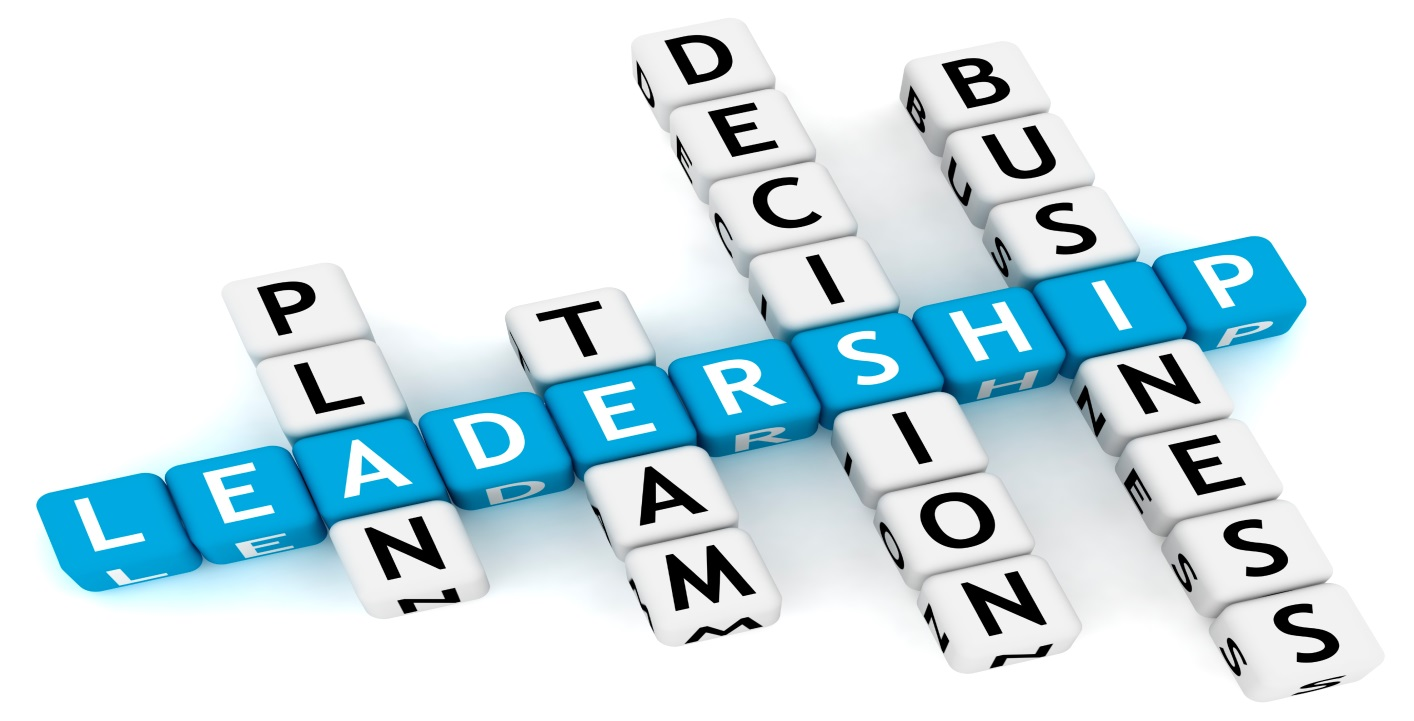 LEADERSHIP
PLAN
TEAM
DECISION
BUSINESS